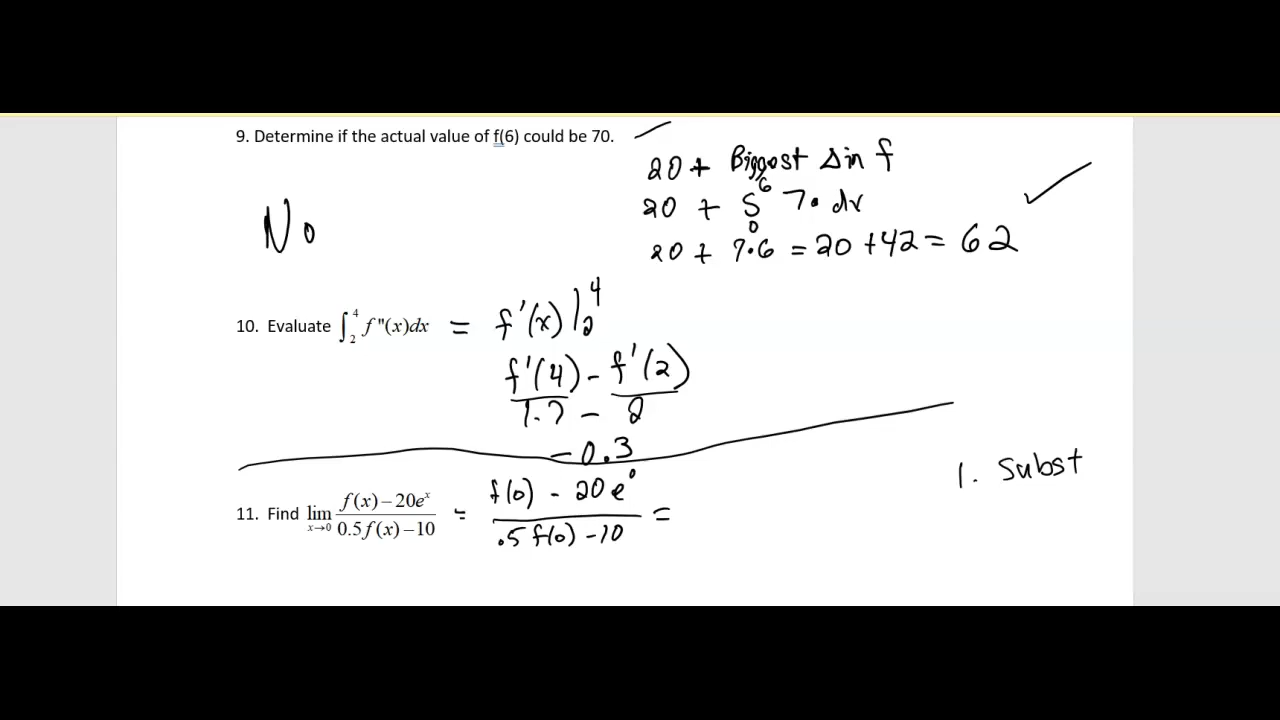 9. Determine if the actual value of f(6) could be 70.
20 + Biggest Δ in f
20 + ∫₀⁶ 7 · dx
No
20 + 7·6 = 20 + 42 = 62
10. Evaluate ∫₂⁴ f "(x)dx = f'(x)|₂⁴
f'(4) - f'(2)
1.7 - 2
-0.3
1. Subst
11. Find lim x→0 (f(x) − 20eˣ)/(0.5f(x) − 10) = (f(0) - 20e⁰)/(.5 f(0) - 10) =